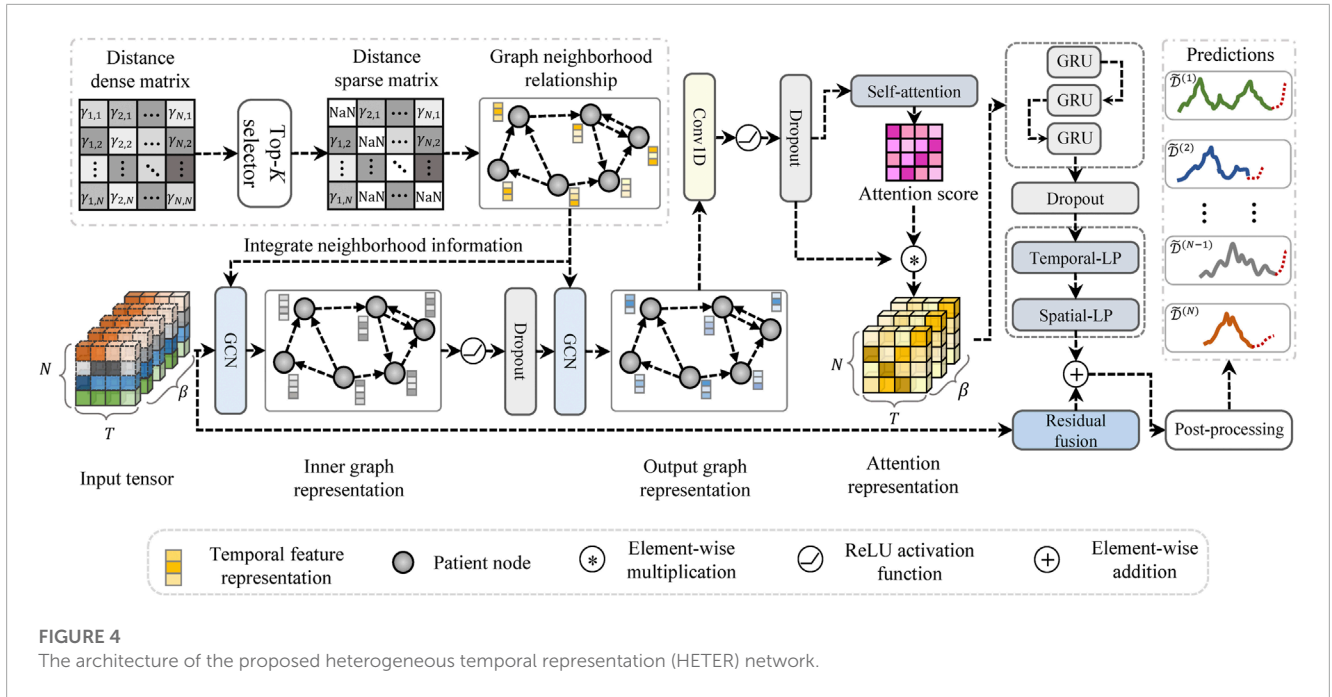 Distance
dense matrix
γ1,1 γ2,1 ⋯ γN,1
γ1,2 γ2,2 ⋯ γN,2
⋮ ⋮ ⋱ ⋮
γ1,N γ2,N ⋯ γN,N
Top-K
selector
Distance
sparse matrix
NaN γ2,1 ⋯ γN,1
γ1,2 NaN ⋯ γN,2
⋮ ⋮ ⋱ ⋮
γ1,N ⋯ NaN
Graph neighborhood
relationship
Integrate neighborhood information
Conv1D
Dropout
Self-attention
Attention score
GRU
GRU
GRU
Dropout
Temporal-LP
Spatial-LP
Predictions
D̃(1)
D̃(2)
⋮ ⋮
D̃(N−1)
D̃(N)
N
T
β
GCN
Dropout
GCN
N
T
β
Residual
fusion
Post-processing
Input tensor
Inner graph
representation
Output graph
representation
Attention
representation
Temporal feature
representation
Patient node
Element-wise
multiplication
ReLU activation
function
Element-wise
addition
FIGURE 4
The architecture of the proposed heterogeneous temporal representation (HETER) network.